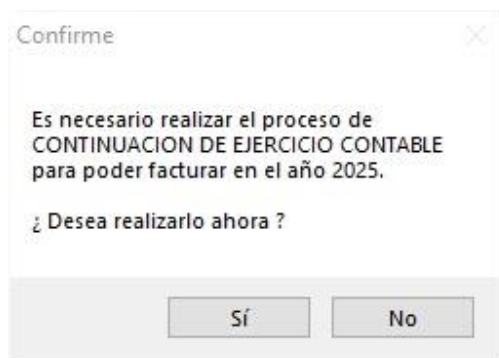 Confirme
Es necesario realizar el proceso de
CONTINUACION DE EJERCICIO CONTABLE
para poder facturar en el año 2025.
¿ Desea realizarlo ahora ?
Sí
No